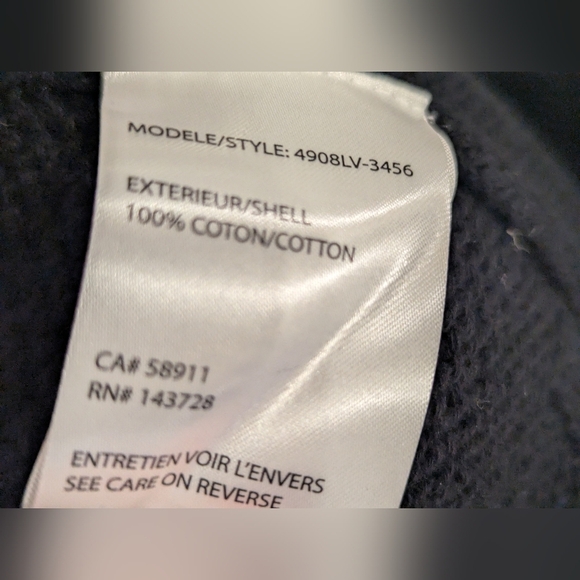 MODELE/STYLE: 4908LV-3456
EXTERIEUR/SHELL
100% COTON/COTTON
CA# 58911
RN# 143728
ENTRETIEN VOIR L'ENVERS
SEE CARE ON REVERSE